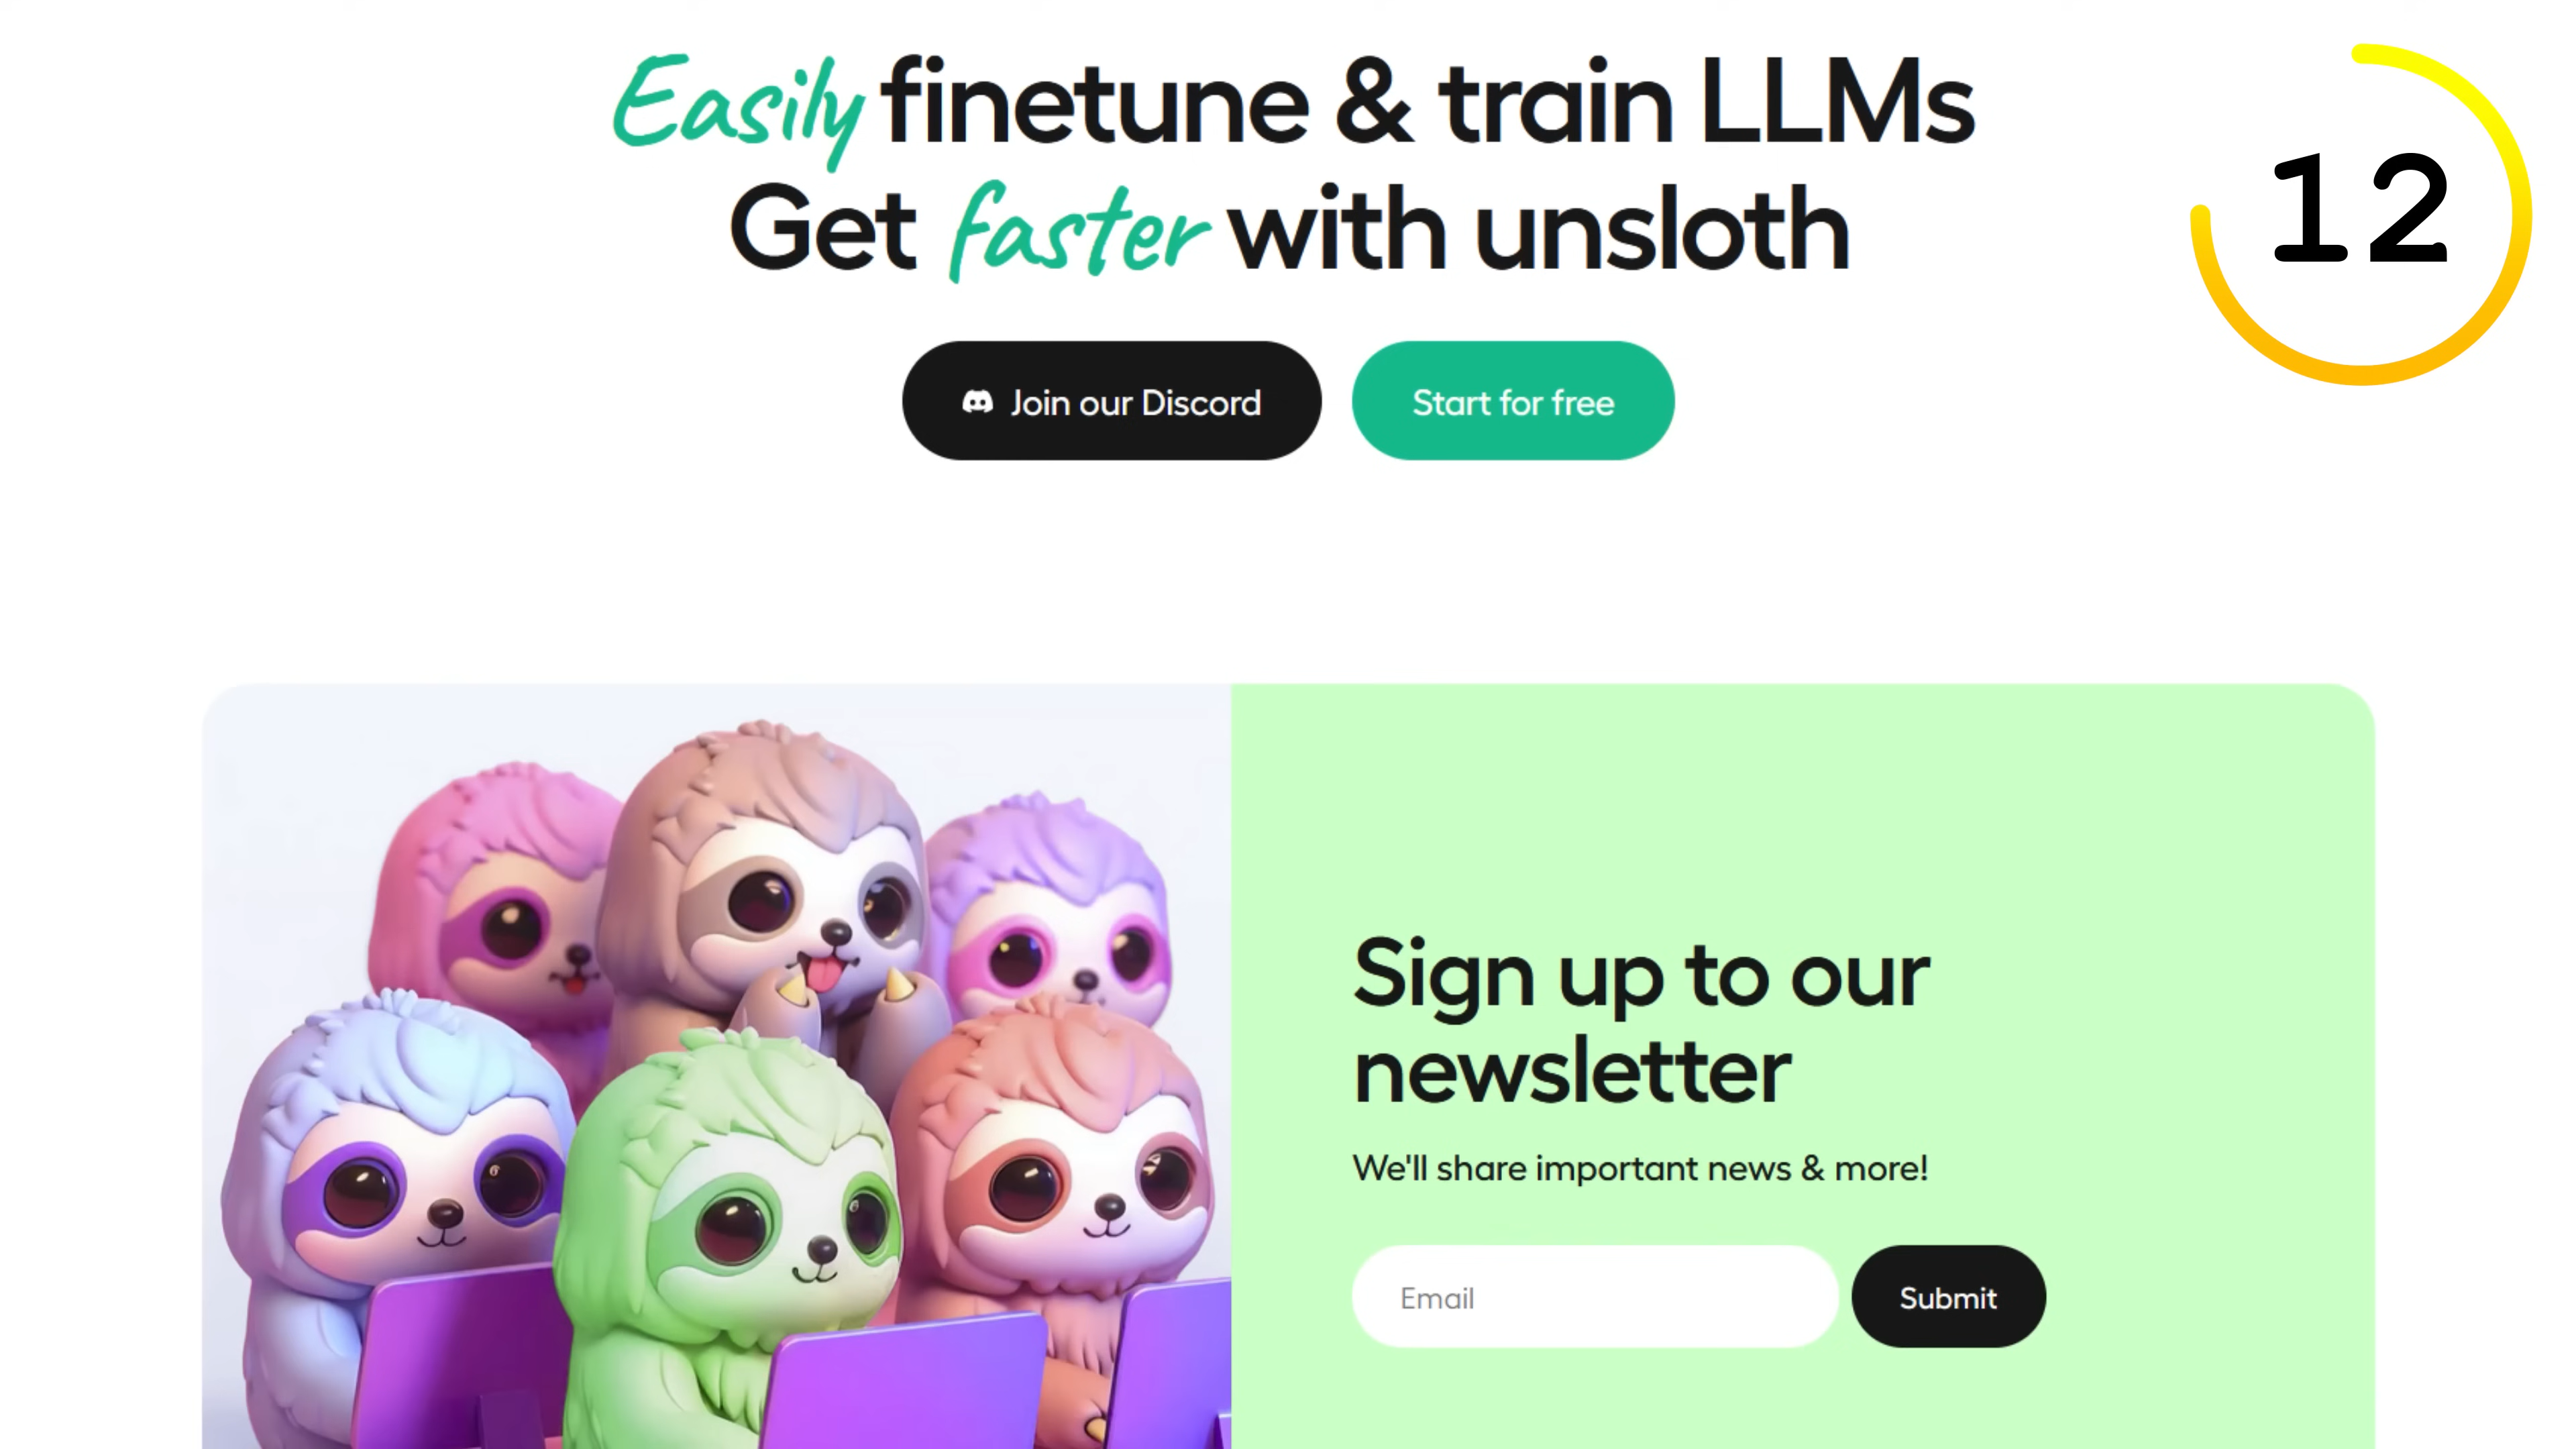 Easily finetune & train LLMs
Get faster with unsloth
12
Join our Discord
Start for free
Sign up to our
newsletter
We'll share important news & more!
Email
Submit